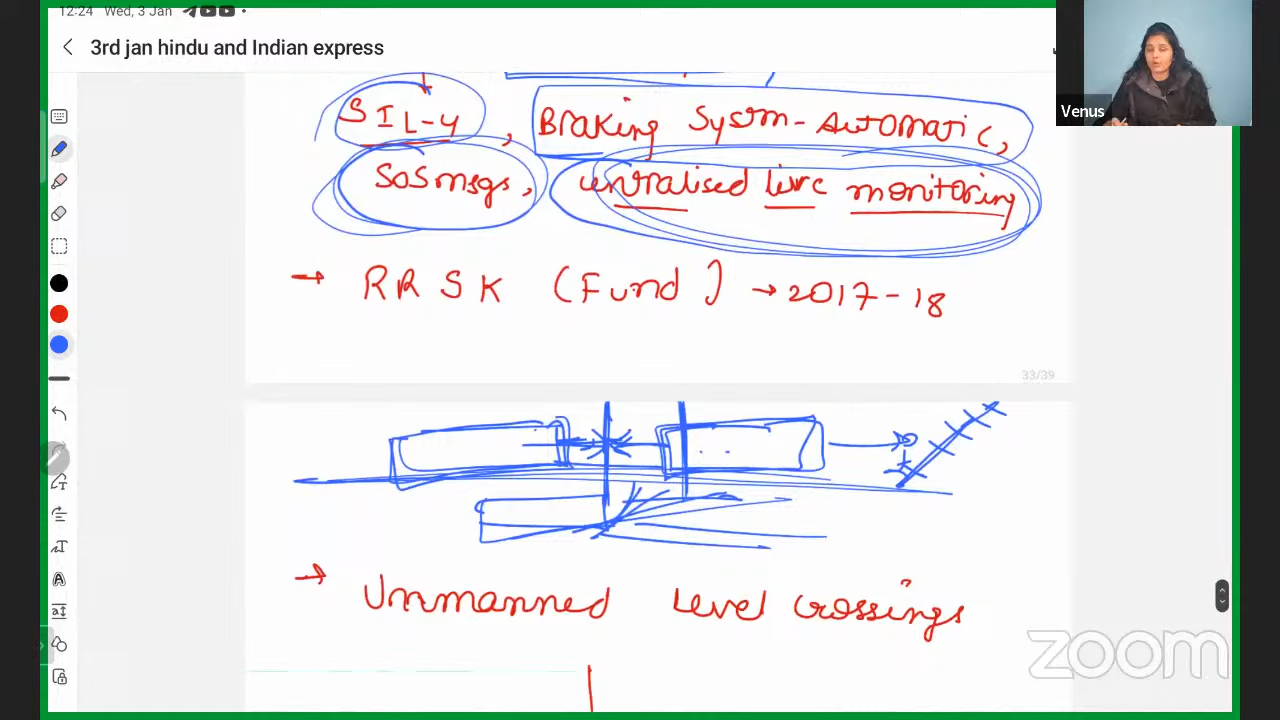 12:24 Wed, 3 Jan
3rd jan hindu and Indian express
Venus
SIL-4, Braking System-Automatic,
SOS msgs, centralised live monitoring
→ RRSK (Fund) → 2017-18
33/39
→ Unmanned Level crossings
zoom